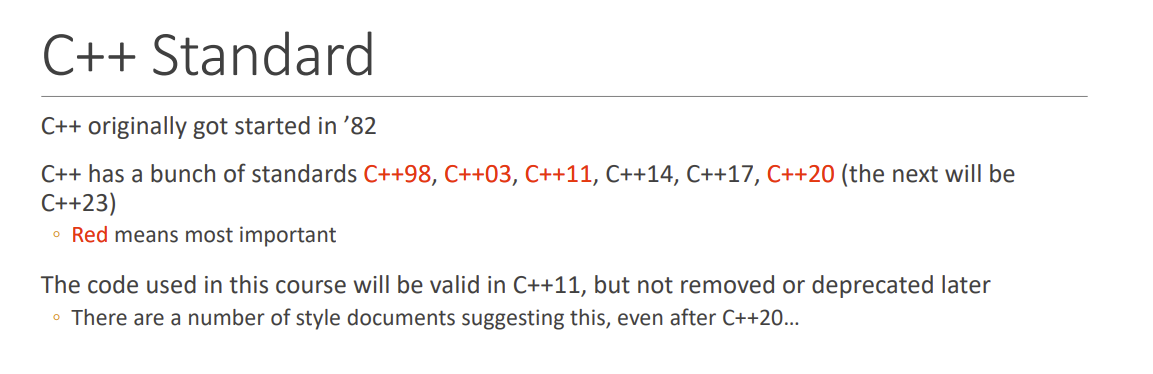 C++ Standard
C++ originally got started in ’82
C++ has a bunch of standards C++98, C++03, C++11, C++14, C++17, C++20 (the next will be
C++23)
◦ Red means most important
The code used in this course will be valid in C++11, but not removed or deprecated later
◦ There are a number of style documents suggesting this, even after C++20…